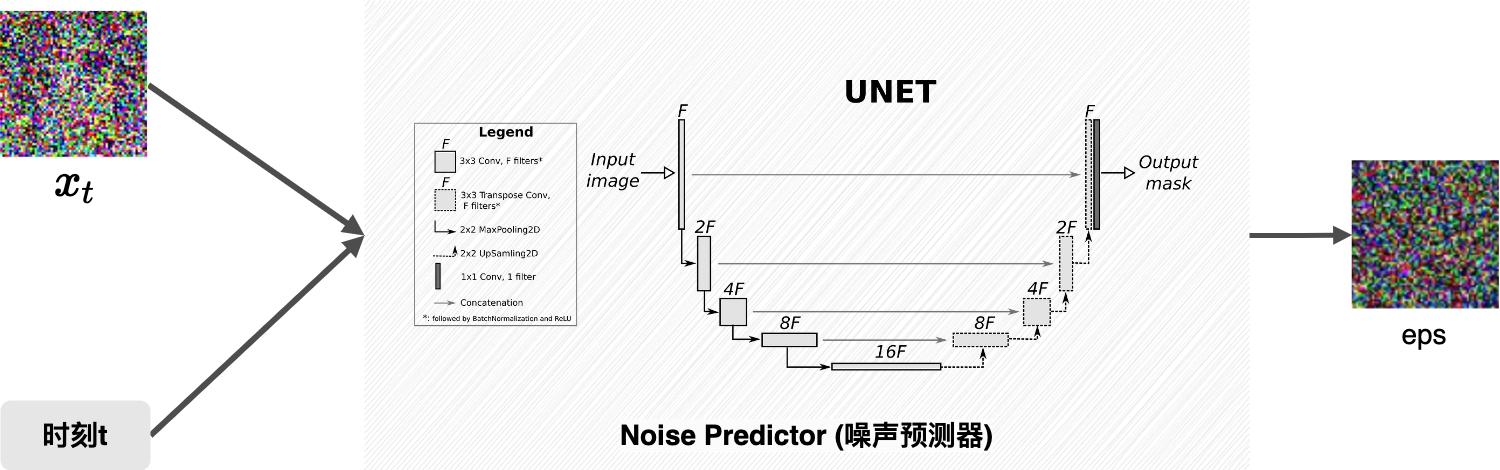 x_t
时刻t
UNET
Legend
F
3x3 Conv, F filters*
F
3x3 Transpose Conv,
F filters*
2x2 MaxPooling2D
2x2 UpSamling2D
1x1 Conv, 1 filter
Concatenation
*: followed by BatchNormalization and ReLU
Input
image
F
2F
4F
8F
16F
8F
4F
2F
F
Output
mask
Noise Predictor (噪声预测器)
eps